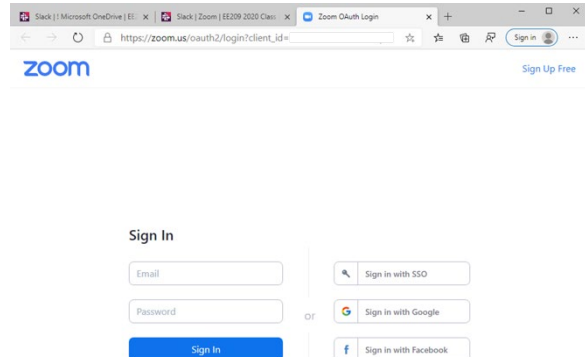 Slack | ! Microsoft OneDrive | EE
Slack | Zoom | EE209 2020 Class
Zoom OAuth Login
https://zoom.us/oauth2/login?client_id=
Sign in
zoom
Sign Up Free
Sign In
Email
Password
Sign In
or
Sign in with SSO
Sign in with Google
Sign in with Facebook